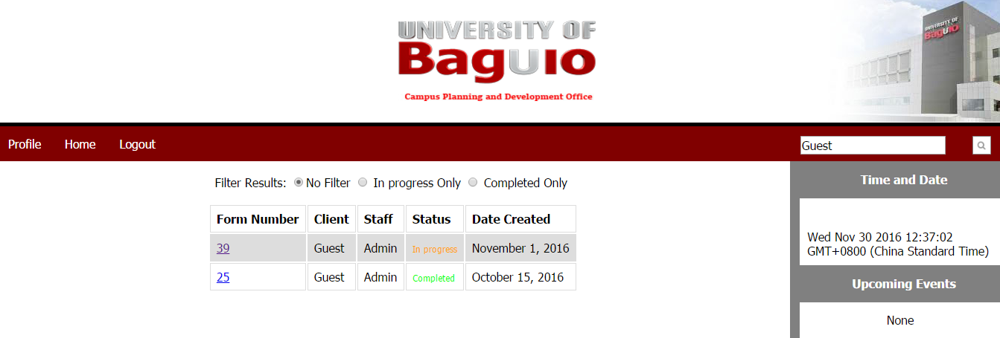 UNIVERSITY OF
BagUIO
Campus Planning and Development Office
UNIVERSITY OF
BagUIO
Profile Home Logout Guest
Filter Results: No Filter In progress Only Completed Only
Form Number Client Staff Status Date Created
39 Guest Admin In progress November 1, 2016
25 Guest Admin Completed October 15, 2016
Time and Date
Wed Nov 30 2016 12:37:02
GMT+0800 (China Standard Time)
Upcoming Events
None